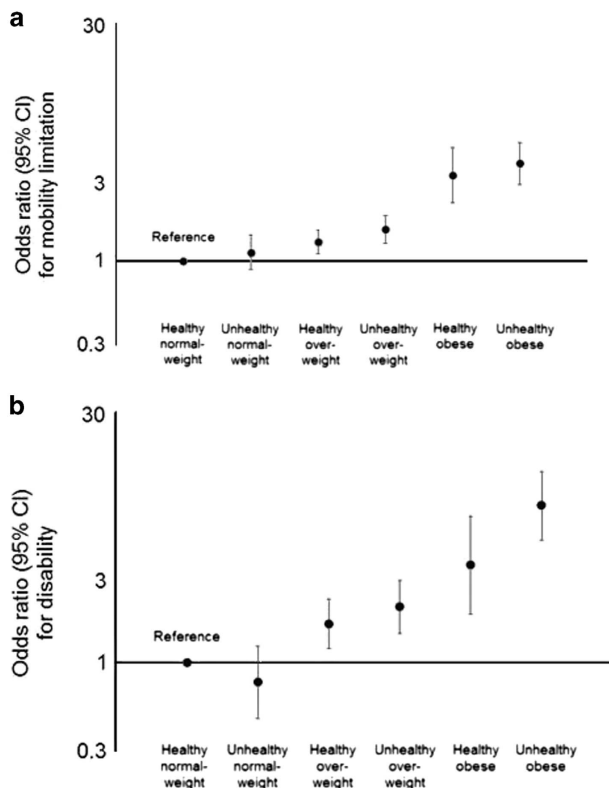 a
30
3
1
0.3
Odds ratio (95% CI)
for mobility limitation
Reference
Healthy normal-weight
Unhealthy normal-weight
Healthy over-weight
Unhealthy over-weight
Healthy obese
Unhealthy obese
b
30
3
1
0.3
Odds ratio (95% CI)
for disability
Reference
Healthy normal-weight
Unhealthy normal-weight
Healthy over-weight
Unhealthy over-weight
Healthy obese
Unhealthy obese